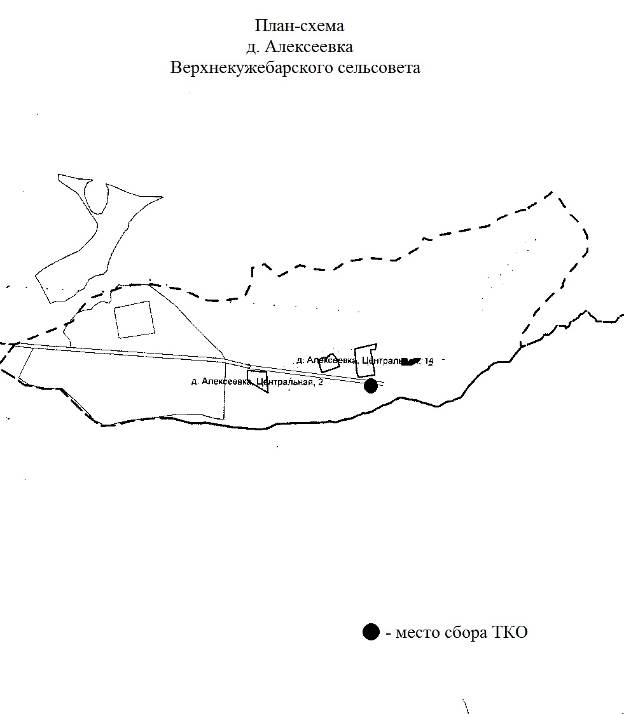 План-схема
д. Алексеевка
Верхнекужебарского сельсовета
д. Алексеевка, Центральная, 14
д. Алексеевка, Центральная, 2
- место сбора ТКО